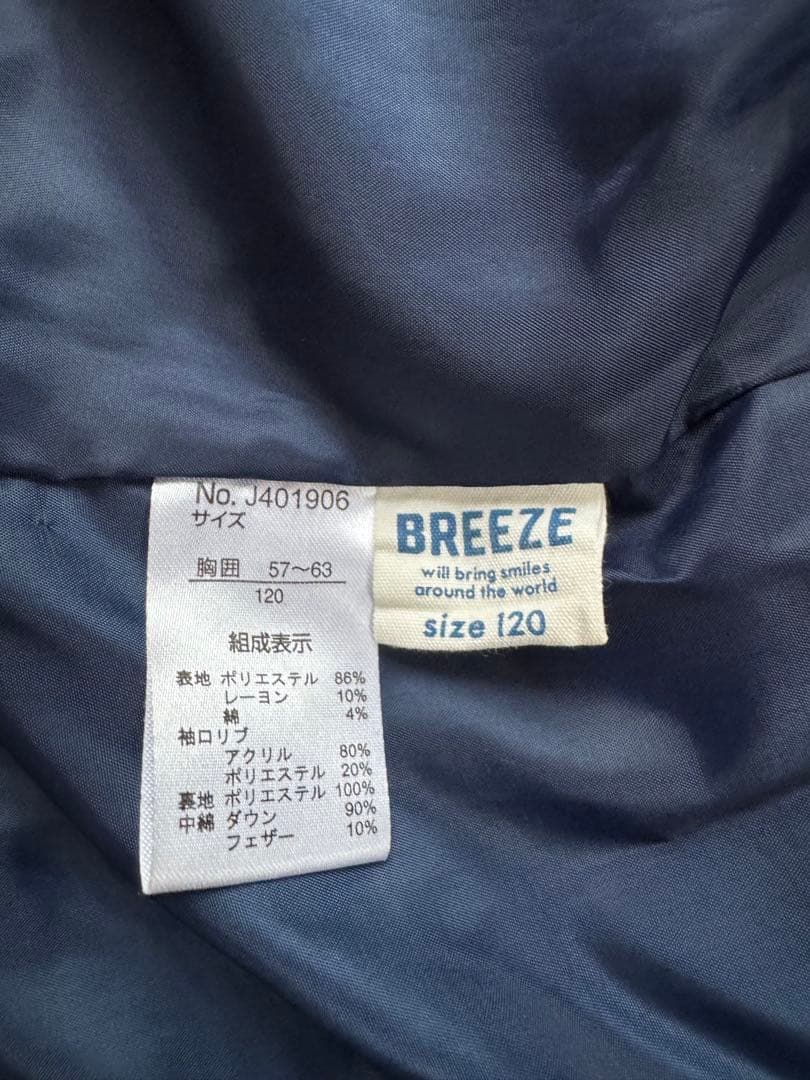 No. J401906
サイズ
胸囲 57～63
120
組成表示
表地 ポリエステル 86%
レーヨン 10%
綿 4%
袖口リブ
アクリル 80%
ポリエステル 20%
裏地 ポリエステル 100%
中綿 ダウン 90%
フェザー 10%
BREEZE
will bring smiles
around the world
size 120